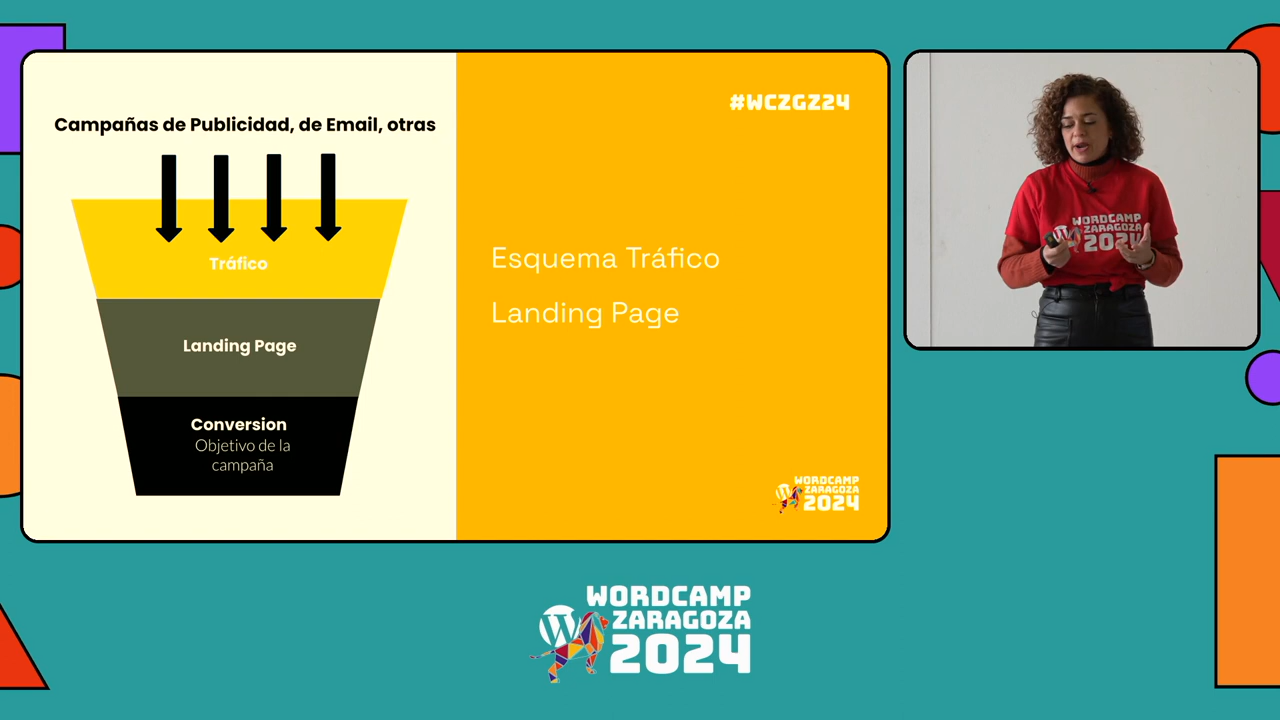 Campañas de Publicidad, de Email, otras
Tráfico
Landing Page
Conversion
Objetivo de la
campaña
#WCZGZ24
Esquema Tráfico
Landing Page
WORDCAMP
ZARAGOZA
2024
WORDCAMP
ZARAGOZA
2024
WORDCAMP
ZARAGOZA
2024